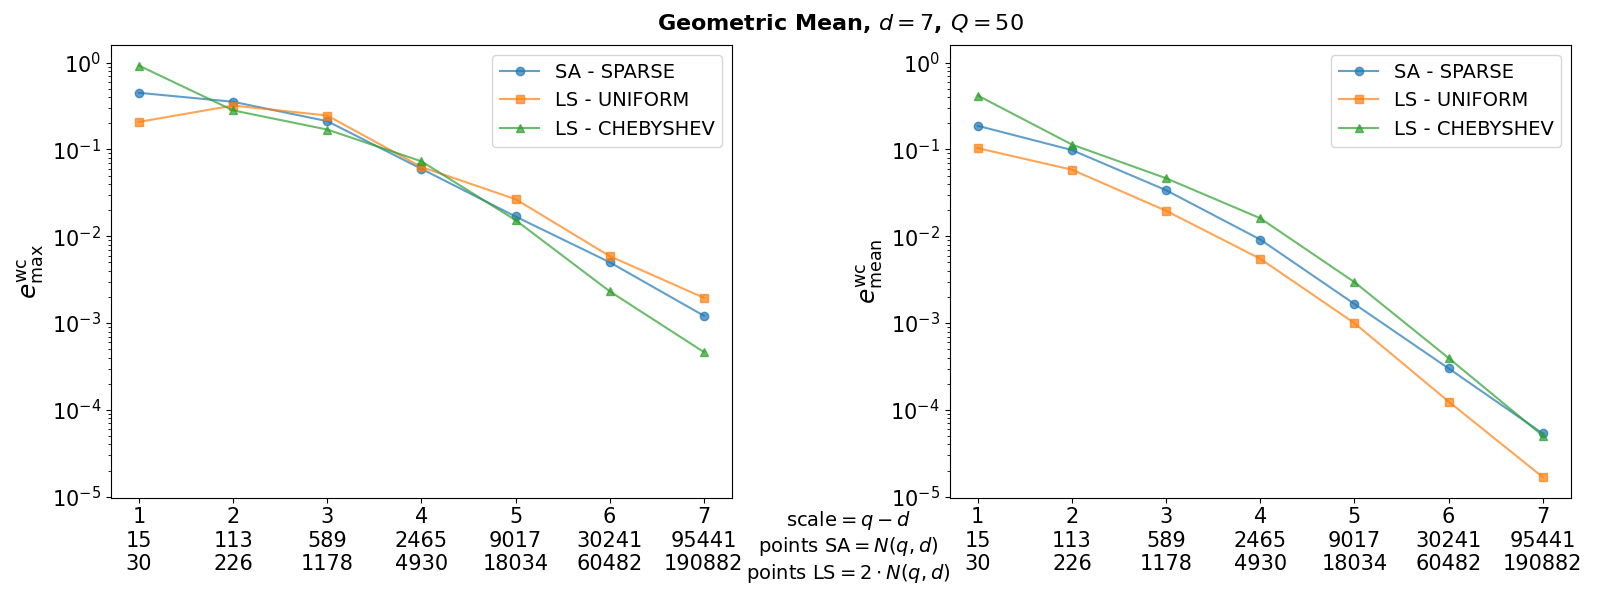 Geometric Mean, d = 7, Q = 50
10^0
10^-1
10^-2
10^-3
10^-4
10^-5
e^wc_max
SA - SPARSE
LS - UNIFORM
LS - CHEBYSHEV
1 2 3 4 5 6 7
15 113 589 2465 9017 30241 95441
30 226 1178 4930 18034 60482 190882
scale = q − d
points SA = N(q, d)
points LS = 2 · N(q, d)
10^0
10^-1
10^-2
10^-3
10^-4
10^-5
e^wc_mean
SA - SPARSE
LS - UNIFORM
LS - CHEBYSHEV
1 2 3 4 5 6 7
15 113 589 2465 9017 30241 95441
30 226 1178 4930 18034 60482 190882